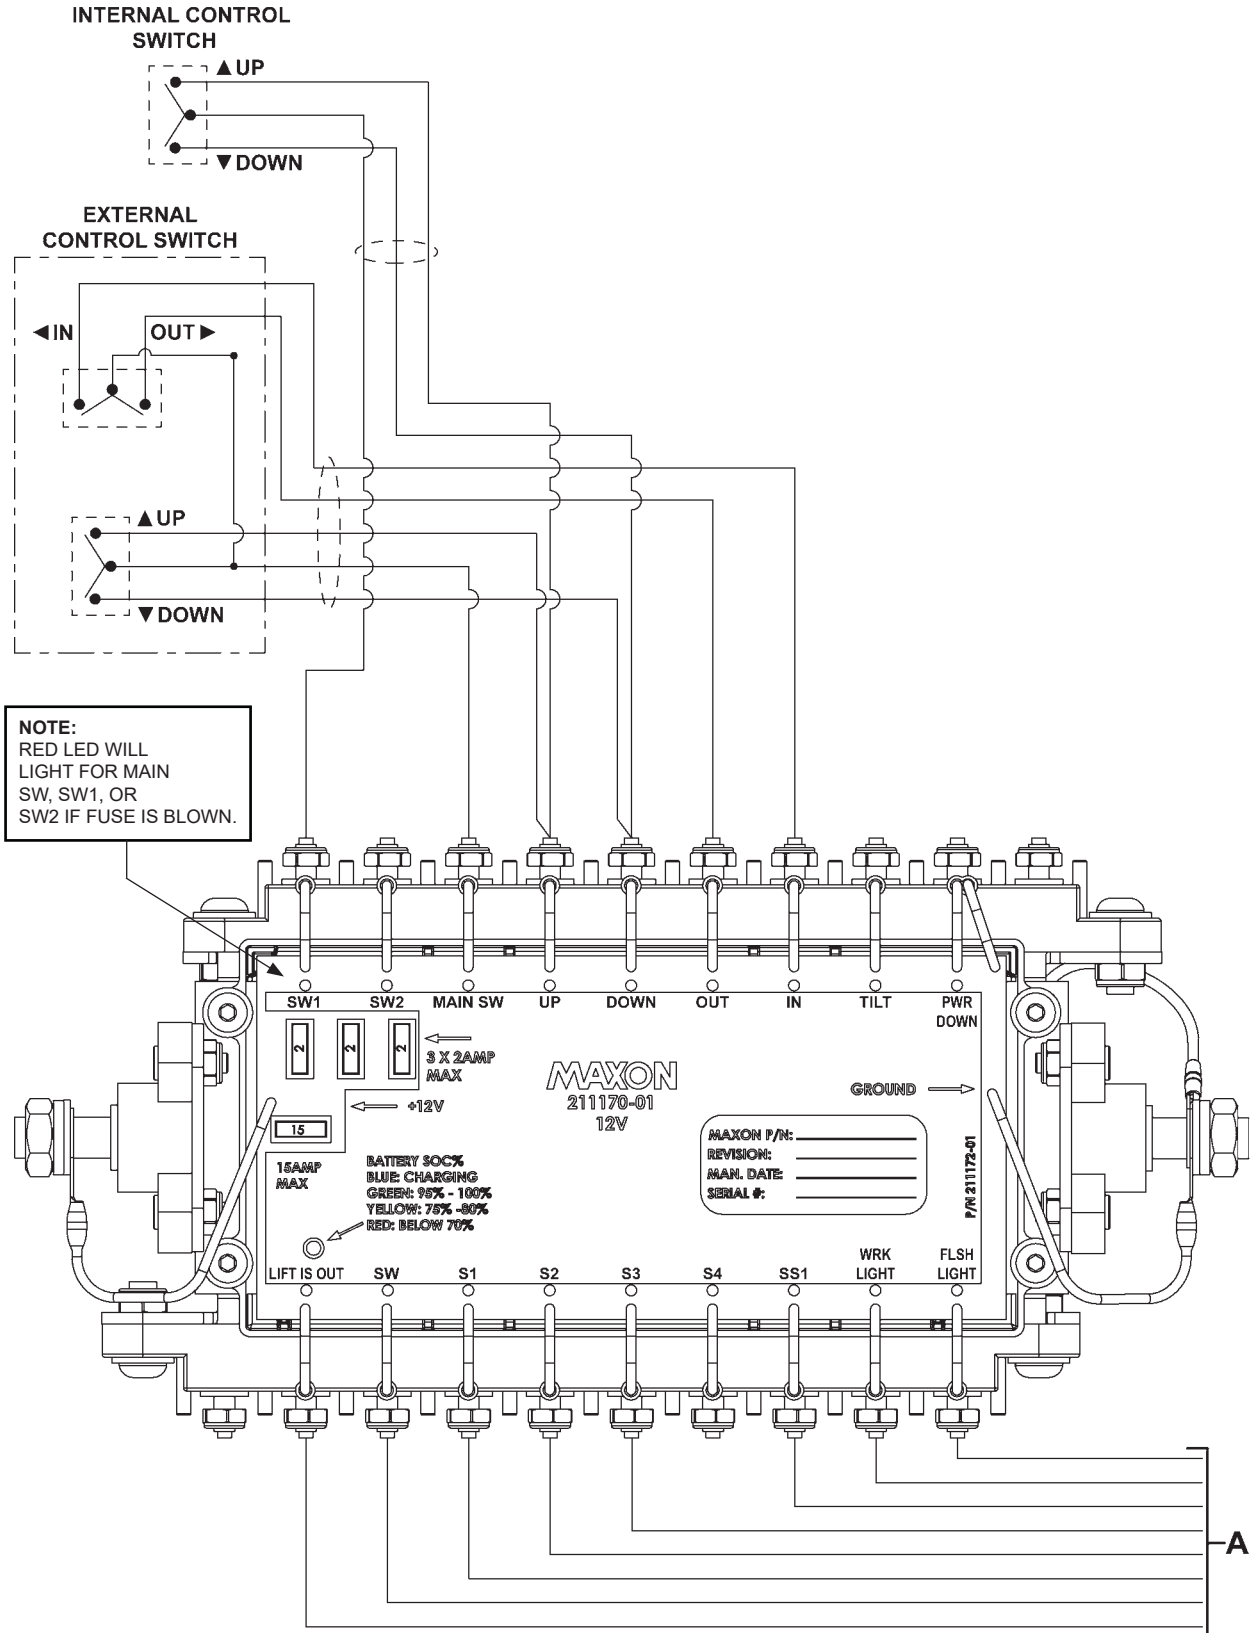 INTERNAL CONTROL
SWITCH
▲UP
▼DOWN
EXTERNAL
CONTROL SWITCH
◄IN
OUT►
▲UP
▼DOWN
NOTE:
RED LED WILL
LIGHT FOR MAIN
SW, SW1, OR
SW2 IF FUSE IS BLOWN.
SW1
SW2
MAIN SW
UP
DOWN
OUT
IN
TILT
PWR
DOWN
2
2
2
3 X 2AMP
MAX
+12V
15
15AMP
MAX
MAXON
211170-01
12V
GROUND
MAXON P/N:
REVISION:
MAN. DATE:
SERIAL #:
P/N 211172-01
BATTERY SOC%
BLUE: CHARGING
GREEN: 95% - 100%
YELLOW: 75% -80%
RED: BELOW 70%
LIFT IS OUT
SW
S1
S2
S3
S4
SS1
WRK
LIGHT
FLSH
LIGHT
A